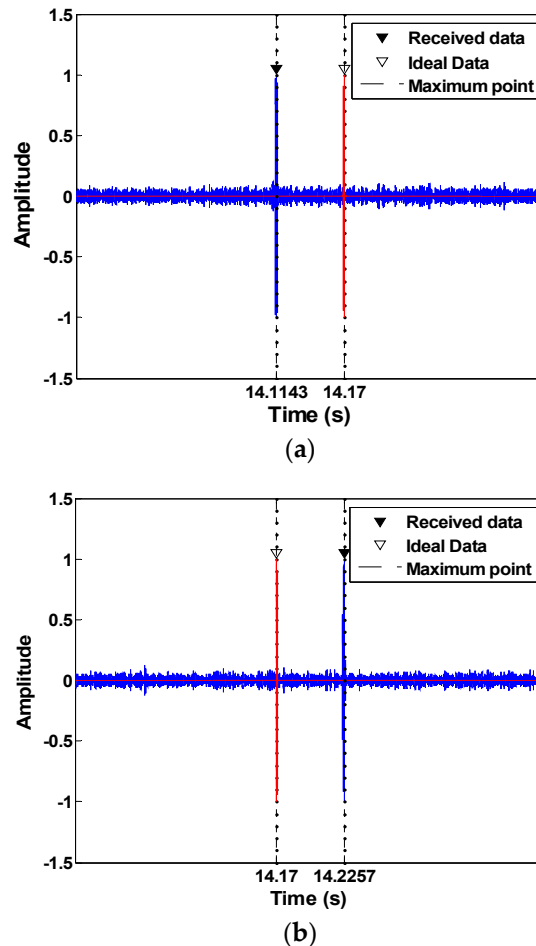 1.5
1
0.5
0
-0.5
-1
-1.5
Amplitude
Received data
Ideal Data
Maximum point
14.1143 14.17
Time (s)
(a)
1.5
1
0.5
0
-0.5
-1
-1.5
Amplitude
Received data
Ideal Data
Maximum point
14.17 14.2257
Time (s)
(b)